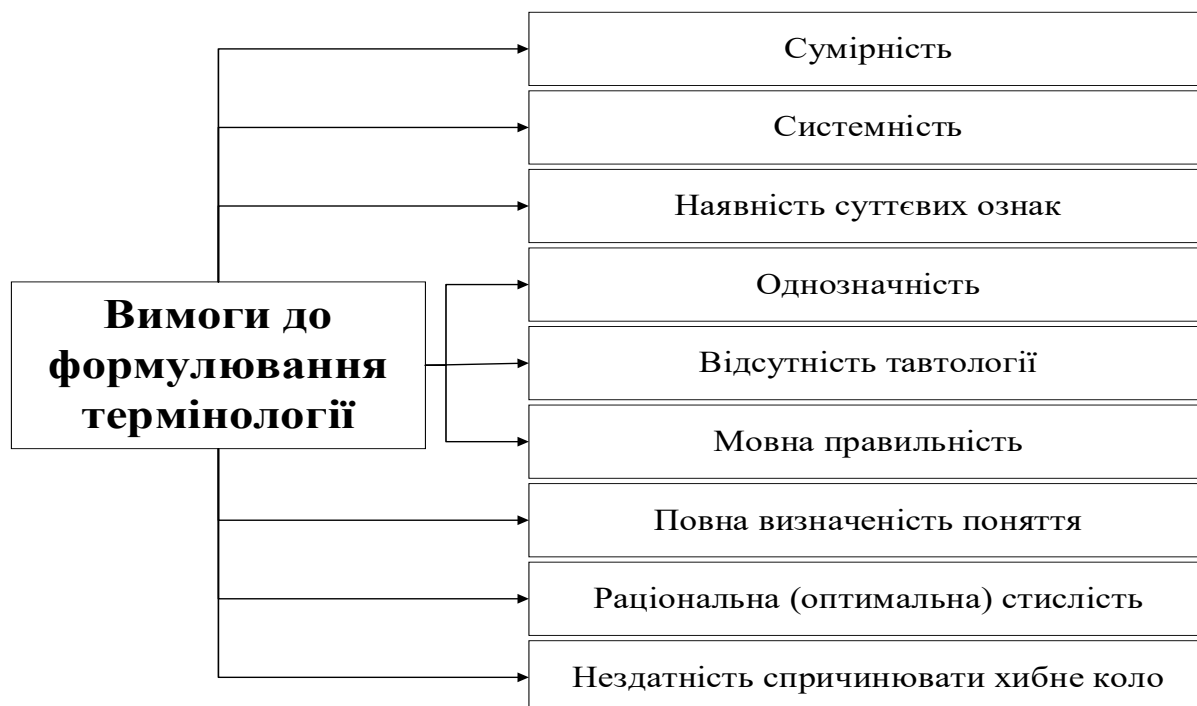 Сумірність
Системність
Наявність суттєвих ознак
Вимоги до
формулювання
термінології
Однозначність
Відсутність тавтології
Мовна правильність
Повна визначеність поняття
Раціональна (оптимальна) стислість
Нездатність спричинювати хибне коло